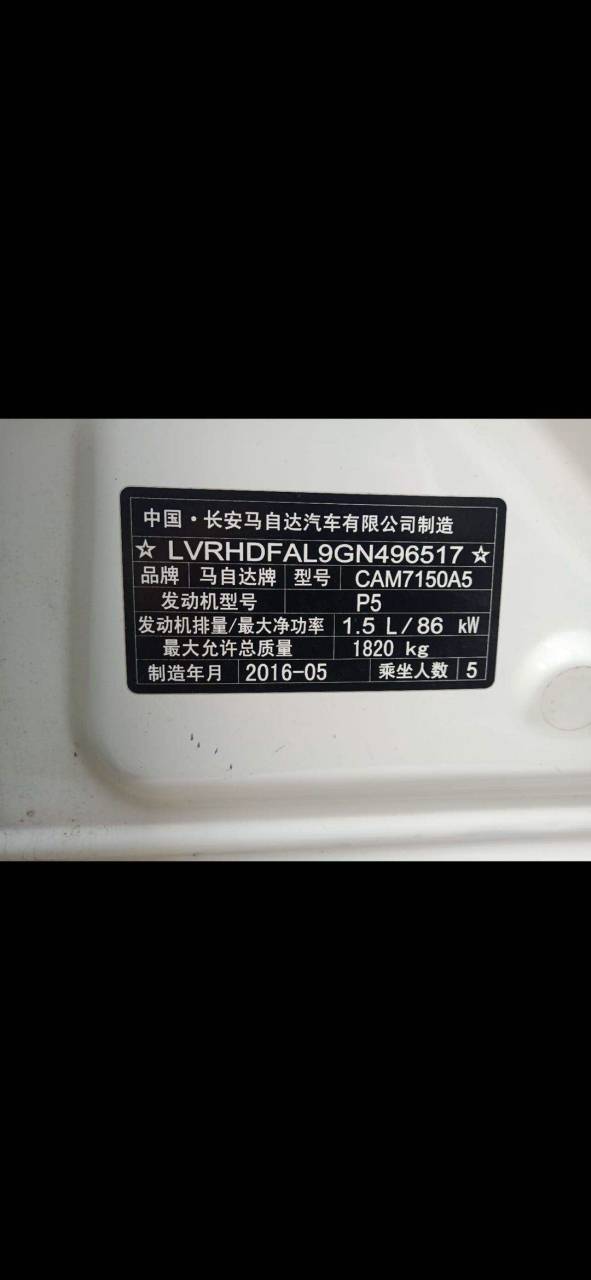 中国·长安马自达汽车有限公司制造
☆ LVRHDFAL9GN496517 ☆
品牌 马自达牌 型号 CAM7150A5
发动机型号 P5
发动机排量/最大净功率 1.5 L/86 kW
最大允许总质量 1820 kg
制造年月 2016-05 乘坐人数 5